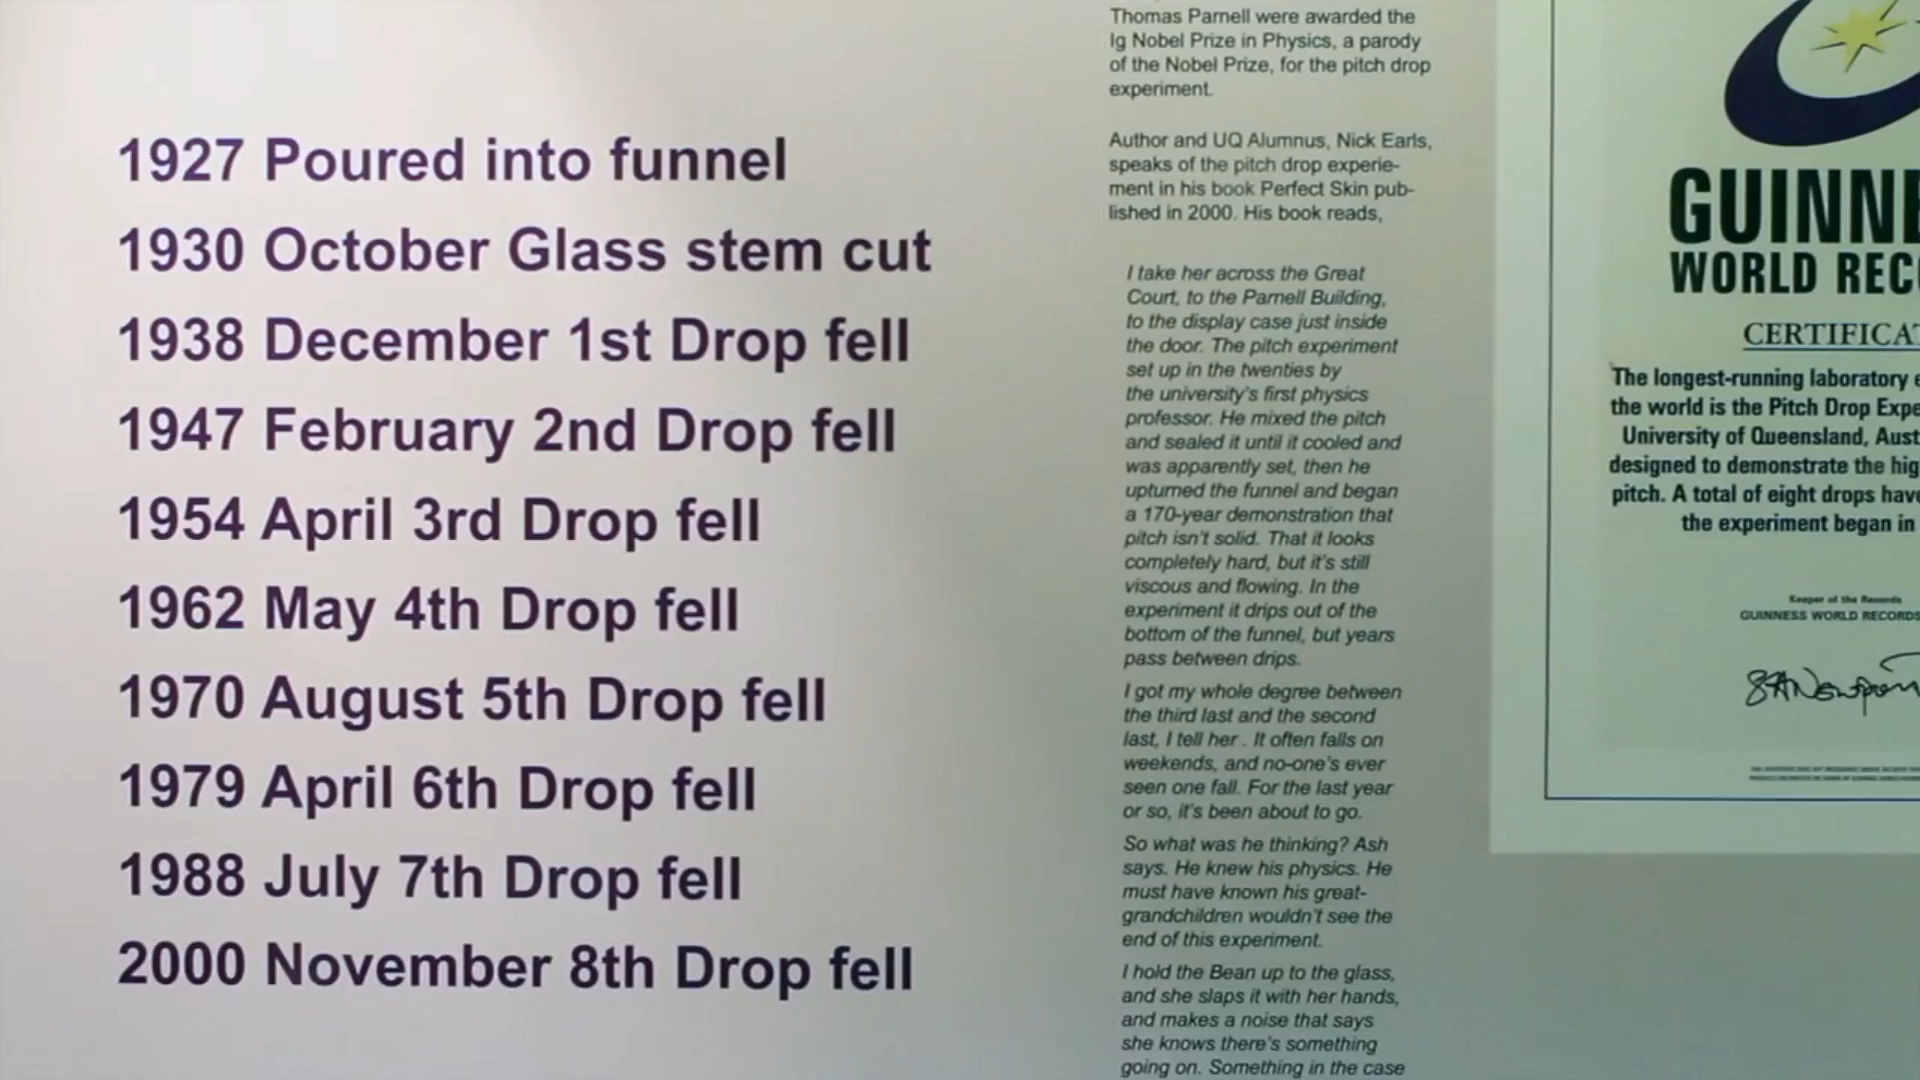 1927 Poured into funnel
1930 October Glass stem cut
1938 December 1st Drop fell
1947 February 2nd Drop fell
1954 April 3rd Drop fell
1962 May 4th Drop fell
1970 August 5th Drop fell
1979 April 6th Drop fell
1988 July 7th Drop fell
2000 November 8th Drop fell
Thomas Parnell were awarded the
Ig Nobel Prize in Physics, a parody
of the Nobel Prize, for the pitch drop
experiment.
Author and UQ Alumnus, Nick Earls,
speaks of the pitch drop experie-
ment in his book Perfect Skin pub-
lished in 2000. His book reads,
I take her across the Great
Court, to the Parnell Building,
to the display case just inside
the door. The pitch experiment
set up in the twenties by
the university's first physics
professor. He mixed the pitch
and sealed it until it cooled and
was apparently set, then he
upturned the funnel and began
a 170-year demonstration that
pitch isn't solid. That it looks
completely hard, but it's still
viscous and flowing. In the
experiment it drips out of the
bottom of the funnel, but years
pass between drips.
I got my whole degree between
the third last and the second
last, I tell her . It often falls on
weekends, and no-one's ever
seen one fall. For the last year
or so, it's been about to go.
So what was he thinking? Ash
says. He knew his physics. He
must have known his great-
grandchildren wouldn't see the
end of this experiment.
I hold the Bean up to the glass,
and she slaps it with her hands,
and makes a noise that says
she knows there's something
going on. Something in the case
GUINNE
WORLD REC
CERTIFICA
The longest-running laboratory e
the world is the Pitch Drop Expe
University of Queensland, Aust
designed to demonstrate the hig
pitch. A total of eight drops have
the experiment began in
Keeper of the Records
GUINNESS WORLD RECORDS